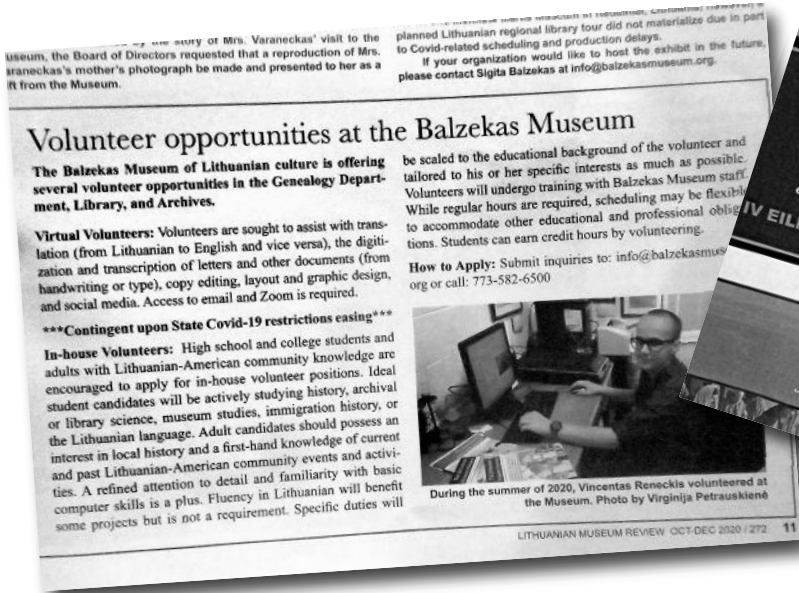 by the story of Mrs. Varaneckas' visit to the
useum, the Board of Directors requested that a reproduction of Mrs.
araneckas's mother's photograph be made and presented to her as a
ft from the Museum.
planned Lithuanian regional library tour did not materialize due in part
to Covid-related scheduling and production delays.
If your organization would like to host the exhibit in the future,
please contact Sigita Balzekas at info@balzekasmuseum.org.
Volunteer opportunities at the Balzekas Museum
The Balzekas Museum of Lithuanian culture is offering
several volunteer opportunities in the Genealogy Depart-
ment, Library, and Archives.
Virtual Volunteers: Volunteers are sought to assist with trans-
lation (from Lithuanian to English and vice versa), the digiti-
zation and transcription of letters and other documents (from
handwriting or type), copy editing, layout and graphic design,
and social media. Access to email and Zoom is required.
***Contingent upon State Covid-19 restrictions easing***
In-house Volunteers: High school and college students and
adults with Lithuanian-American community knowledge are
encouraged to apply for in-house volunteer positions. Ideal
student candidates will be actively studying history, archival
or library science, museum studies, immigration history, or
the Lithuanian language. Adult candidates should possess an
interest in local history and a first-hand knowledge of current
and past Lithuanian-American community events and activi-
ties. A refined attention to detail and familiarity with basic
computer skills is a plus. Fluency in Lithuanian will benefit
some projects but is not a requirement. Specific duties will
be scaled to the educational background of the volunteer and
tailored to his or her specific interests as much as possible.
Volunteers will undergo training with Balzekas Museum staff.
While regular hours are required, scheduling may be flexible
to accommodate other educational and professional oblig
tions. Students can earn credit hours by volunteering.
How to Apply: Submit inquiries to: info@balzekasmuse
org or call: 773-582-6500
During the summer of 2020, Vincentas Reneckis volunteered at
the Museum. Photo by Virginija Petrauskienė
LITHUANIAN MUSEUM REVIEW OCT-DEC 2020 / 272 11
IV EIL